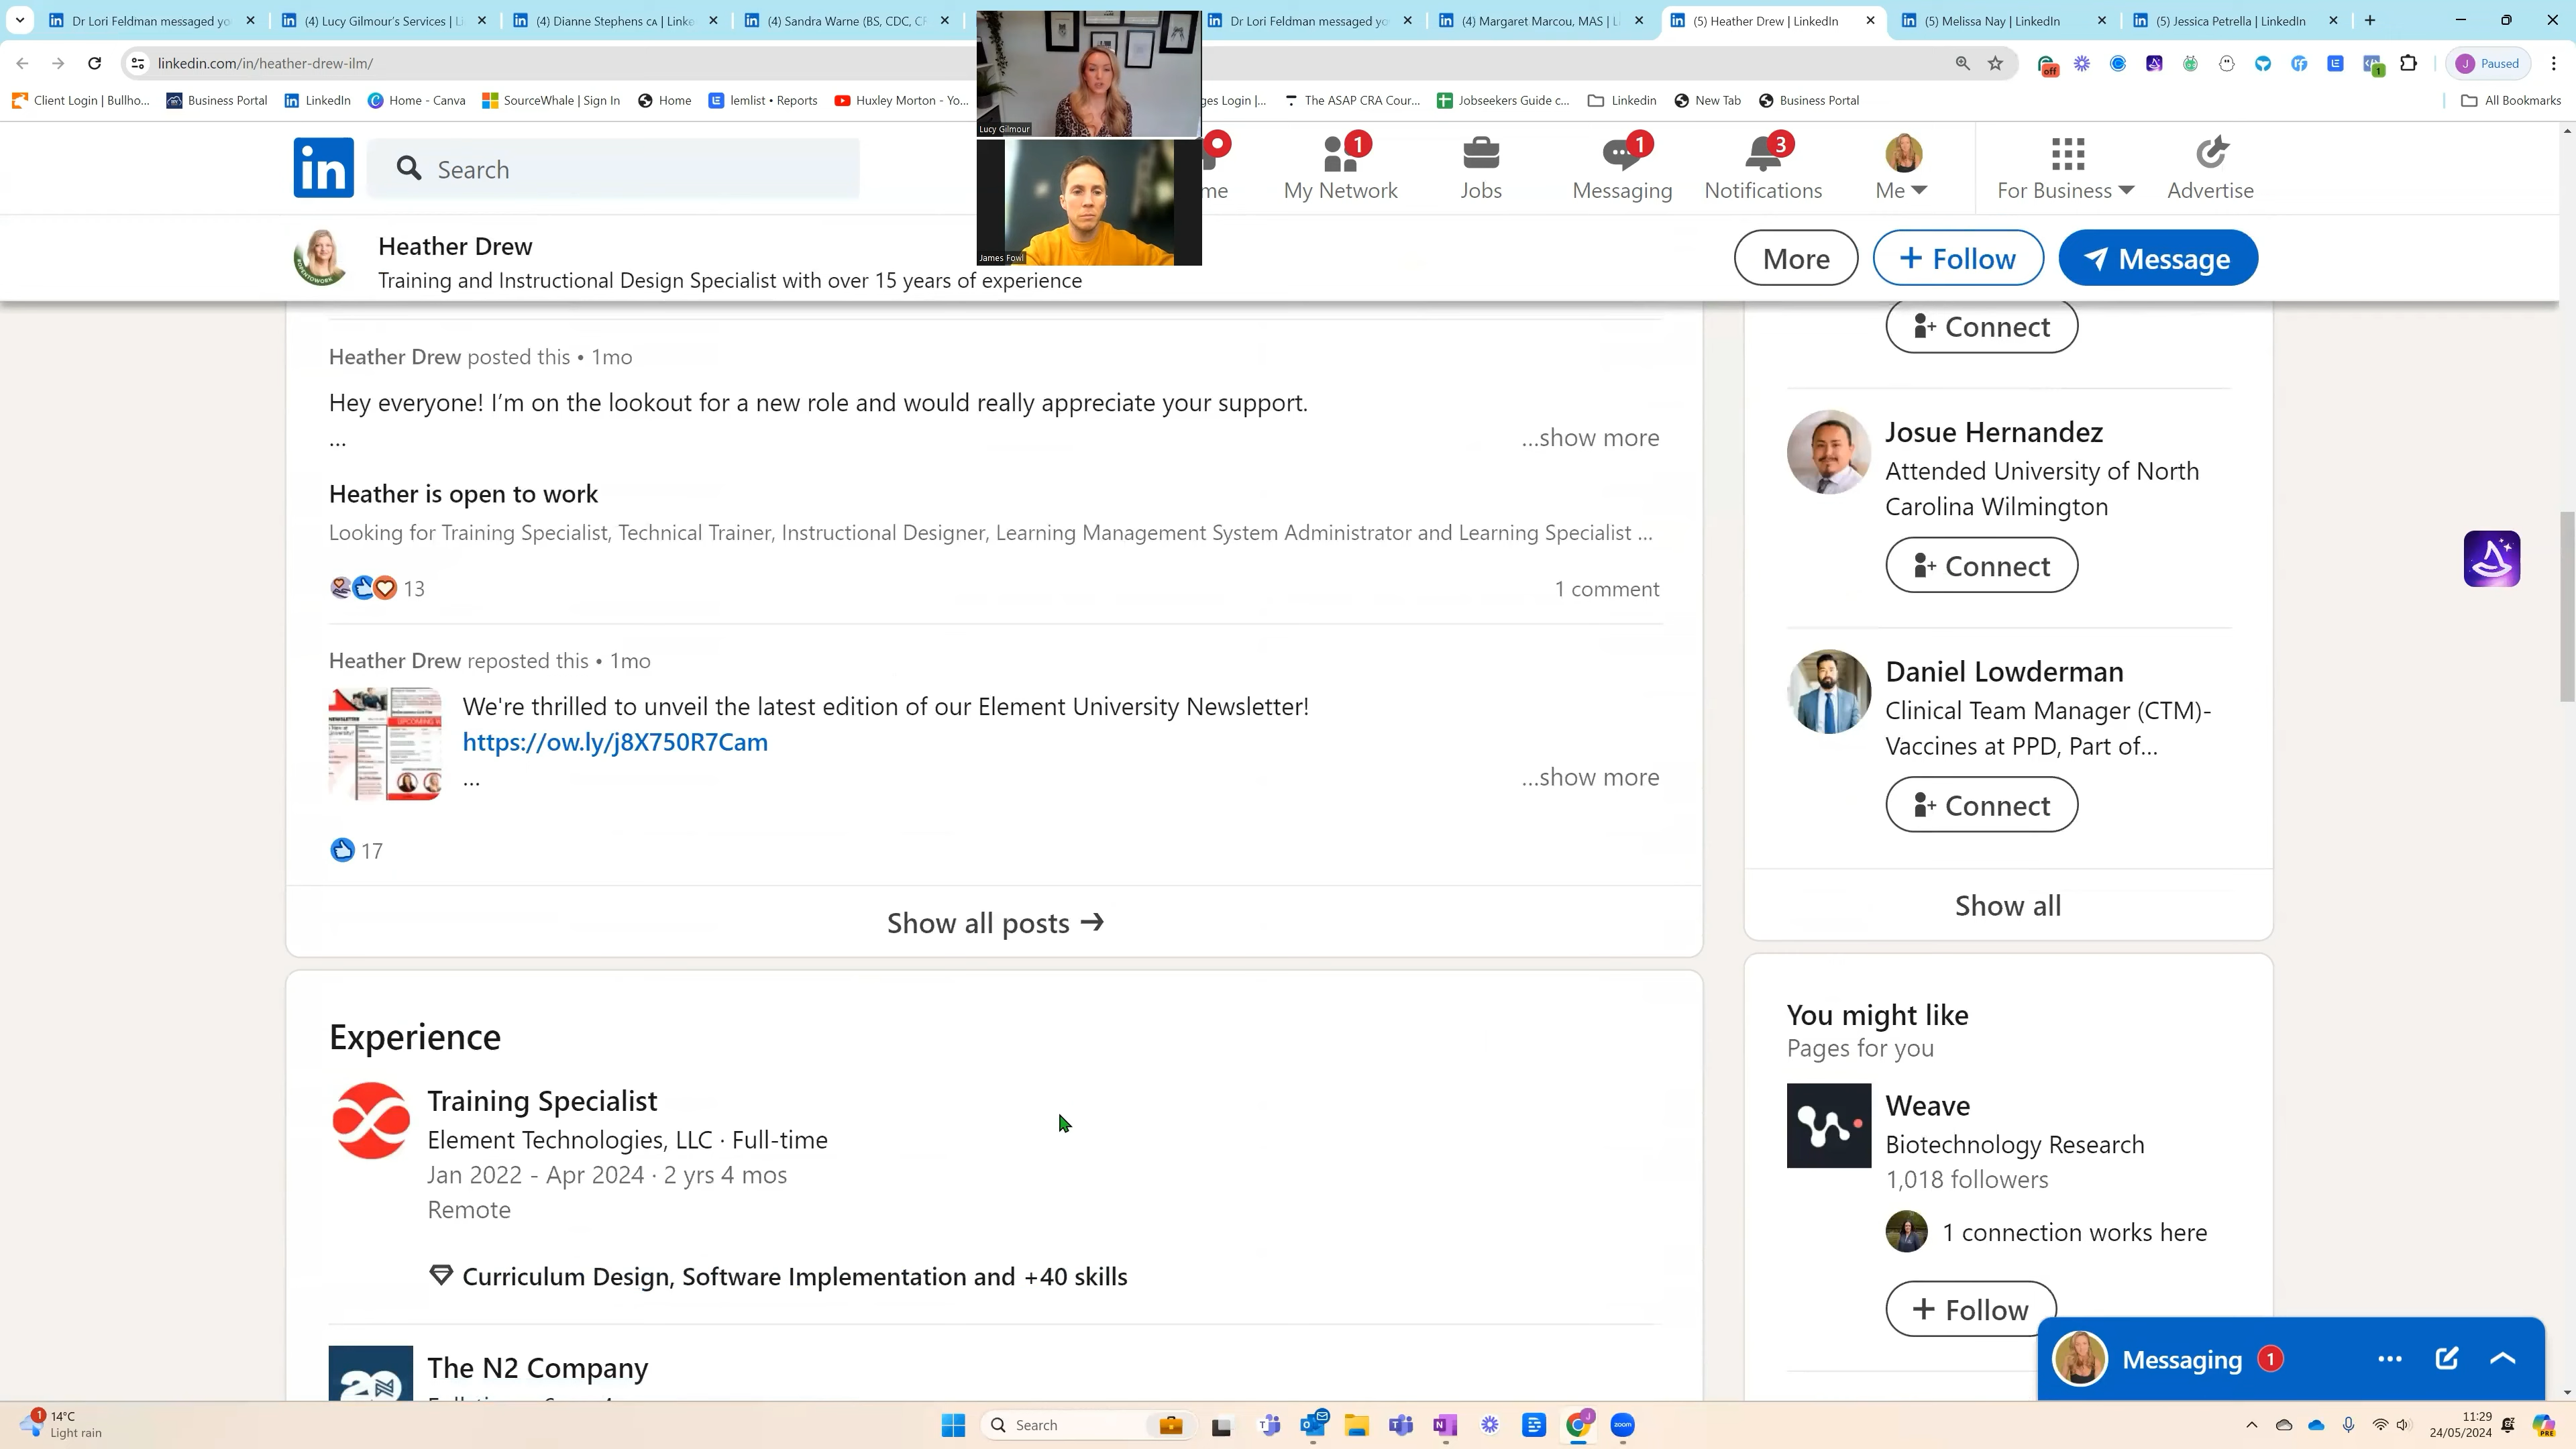 Dr Lori Feldman messaged yo
(4) Lucy Gilmour's Services | Li
(4) Dianne Stephens CA | Linke
(4) Sandra Warne (BS, CDC, CF
Dr Lori Feldman messaged yo
(4) Margaret Marcou, MAS | Li
(5) Heather Drew | LinkedIn
(5) Melissa Nay | LinkedIn
(5) Jessica Petrella | LinkedIn
linkedin.com/in/heather-drew-ilm/
off
1
J Paused
Client Login | Bullho...
Business Portal
LinkedIn
Home - Canva
SourceWhale | Sign In
Home
lemlist • Reports
Huxley Morton - Yo...
ges Login |...
The ASAP CRA Cour...
Jobseekers Guide c...
Linkedin
New Tab
Business Portal
All Bookmarks
Lucy Gilmour
James Fowl
in
Search
me
1
My Network
Jobs
1
Messaging
3
Notifications
Me
For Business
Advertise
Heather Drew
Training and Instructional Design Specialist with over 15 years of experience
More
+ Follow
Message
Heather Drew posted this • 1mo
Hey everyone! I'm on the lookout for a new role and would really appreciate your support.
...
...show more
Heather is open to work
Looking for Training Specialist, Technical Trainer, Instructional Designer, Learning Management System Administrator and Learning Specialist ...
13
1 comment
Heather Drew reposted this • 1mo
We're thrilled to unveil the latest edition of our Element University Newsletter!
https://ow.ly/j8X750R7Cam
...
...show more
17
Show all posts →
Experience
Training Specialist
Element Technologies, LLC · Full-time
Jan 2022 - Apr 2024 · 2 yrs 4 mos
Remote
Curriculum Design, Software Implementation and +40 skills
The N2 Company
Connect
Josue Hernandez
Attended University of North
Carolina Wilmington
Connect
Daniel Lowderman
Clinical Team Manager (CTM)-
Vaccines at PPD, Part of...
Connect
Show all
You might like
Pages for you
Weave
Biotechnology Research
1,018 followers
1 connection works here
+ Follow
Messaging
1
...
1
14°C
Light rain
Search
zoom
11:29
24/05/2024
PRE